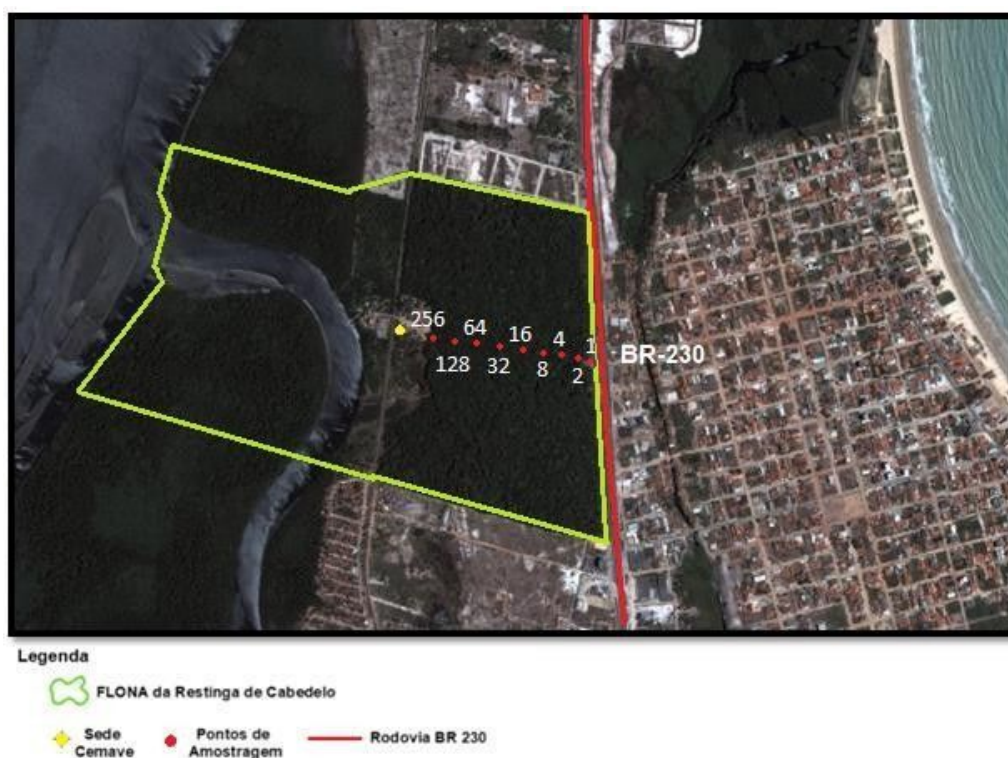 256
64
16
4
1
BR-230
128
32
8
2
Legenda
FLONA da Restinga de Cabedelo
Sede
Cemave
Pontos de
Amostragem
Rodovia BR 230